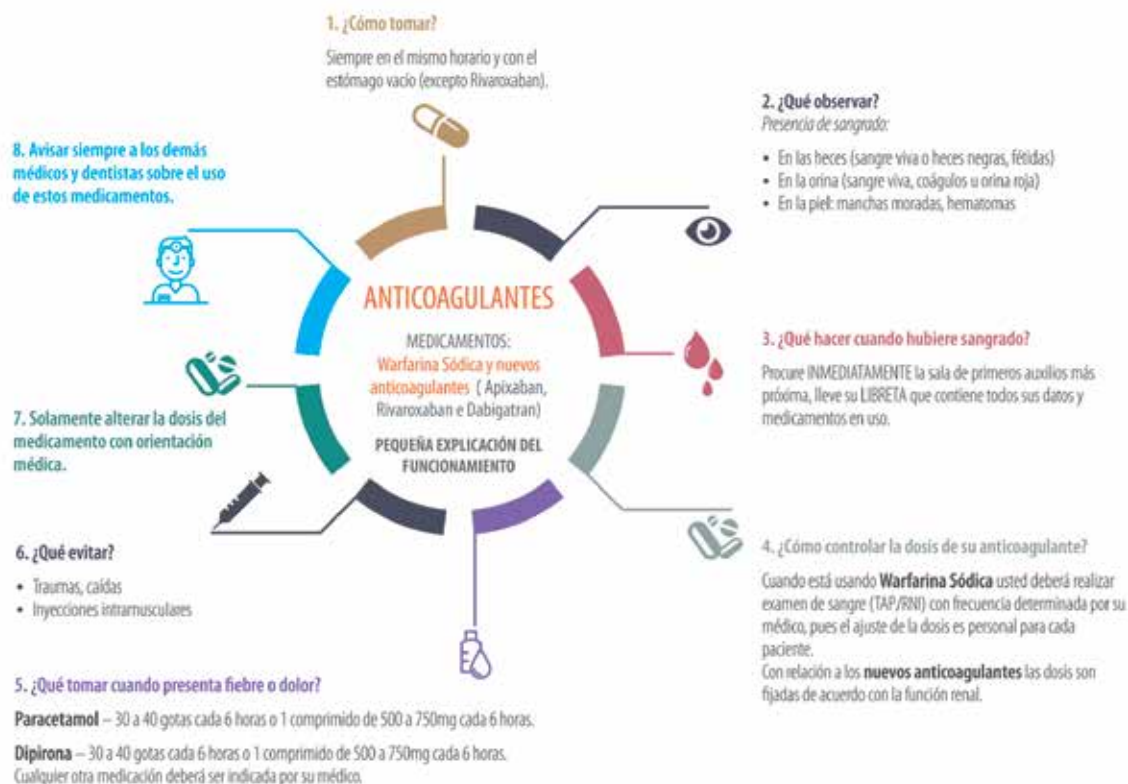 1. ¿Cómo tomar?
Siempre en el mismo horario y con el
estómago vacío (excepto Rivaroxaban).
2. ¿Qué observar?
Presencia de sangrado:
• En las heces (sangre viva o heces negras, fétidas)
• En la orina (sangre viva, coágulos u orina roja)
• En la piel: manchas moradas, hematomas
3. ¿Qué hacer cuando hubiere sangrado?
Procure INMEDIATAMENTE la sala de primeros auxilios más
próxima, lleve su LIBRETA que contiene todos sus datos y
medicamentos en uso.
4. ¿Cómo controlar la dosis de su anticoagulante?
Cuando está usando Warfarina Sódica usted deberá realizar
examen de sangre (TAP/RNI) con frecuencia determinada por su
médico, pues el ajuste de la dosis es personal para cada
paciente.
Con relación a los nuevos anticoagulantes las dosis son
fijadas de acuerdo con la función renal.
5. ¿Qué tomar cuando presenta fiebre o dolor?
Paracetamol – 30 a 40 gotas cada 6 horas o 1 comprimido de 500 a 750mg cada 6 horas.
Dipirona – 30 a 40 gotas cada 6 horas o 1 comprimido de 500 a 750mg cada 6 horas.
Cualquier otra medicación deberá ser indicada por su médico.
6. ¿Qué evitar?
• Traumas, caídas
• Inyecciones intramusculares
7. Solamente alterar la dosis del
medicamento con orientación
médica.
8. Avisar siempre a los demás
médicos y dentistas sobre el uso
de estos medicamentos.
ANTICOAGULANTES
MEDICAMENTOS:
Warfarina Sódica y nuevos
anticoagulantes ( Apixaban,
Rivaroxaban e Dabigatran)
PEQUEÑA EXPLICACIÓN DEL
FUNCIONAMIENTO